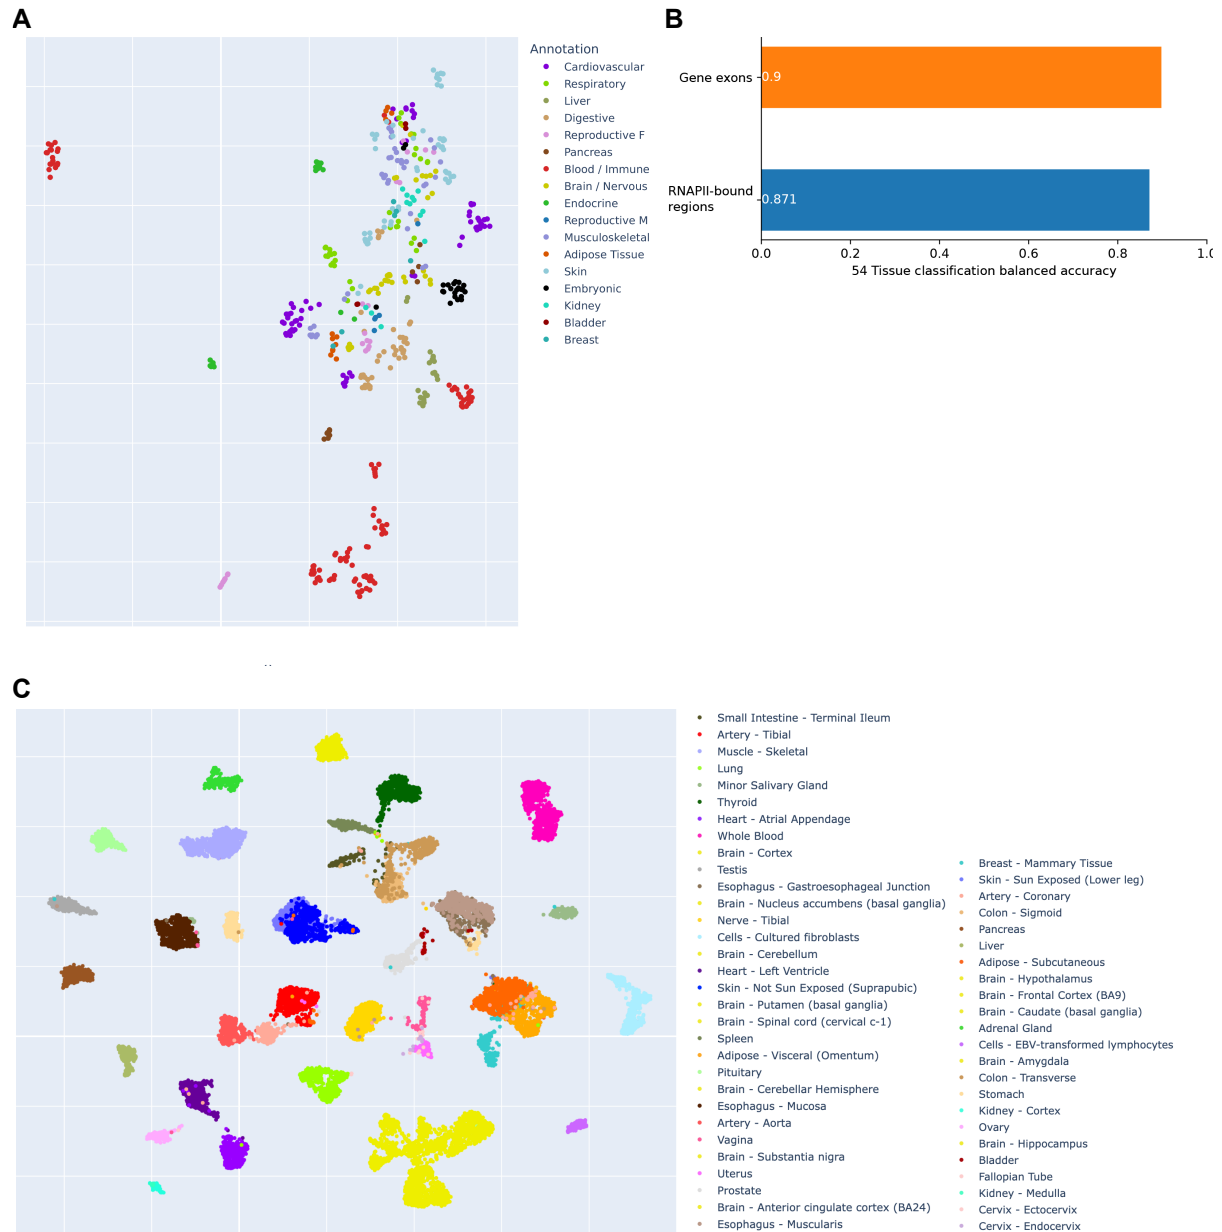 A
Annotation
Cardiovascular
Respiratory
Liver
Digestive
Reproductive F
Pancreas
Blood / Immune
Brain / Nervous
Endocrine
Reproductive M
Musculoskeletal
Adipose Tissue
Skin
Embryonic
Kidney
Bladder
Breast
B
Gene exons
0.9
RNAPII-bound
regions
0.871
0.0 0.2 0.4 0.6 0.8 1.0
54 Tissue classification balanced accuracy
C
Small Intestine - Terminal Ileum
Artery - Tibial
Muscle - Skeletal
Lung
Minor Salivary Gland
Thyroid
Heart - Atrial Appendage
Whole Blood
Brain - Cortex
Testis
Esophagus - Gastroesophageal Junction
Brain - Nucleus accumbens (basal ganglia)
Nerve - Tibial
Cells - Cultured fibroblasts
Brain - Cerebellum
Heart - Left Ventricle
Skin - Not Sun Exposed (Suprapubic)
Brain - Putamen (basal ganglia)
Brain - Spinal cord (cervical c-1)
Spleen
Adipose - Visceral (Omentum)
Pituitary
Brain - Cerebellar Hemisphere
Esophagus - Mucosa
Artery - Aorta
Vagina
Brain - Substantia nigra
Uterus
Prostate
Brain - Anterior cingulate cortex (BA24)
Esophagus - Muscularis
Breast - Mammary Tissue
Skin - Sun Exposed (Lower leg)
Artery - Coronary
Colon - Sigmoid
Pancreas
Liver
Adipose - Subcutaneous
Brain - Hypothalamus
Brain - Frontal Cortex (BA9)
Brain - Caudate (basal ganglia)
Adrenal Gland
Cells - EBV-transformed lymphocytes
Brain - Amygdala
Colon - Transverse
Stomach
Kidney - Cortex
Ovary
Brain - Hippocampus
Bladder
Fallopian Tube
Kidney - Medulla
Cervix - Ectocervix
Cervix - Endocervix